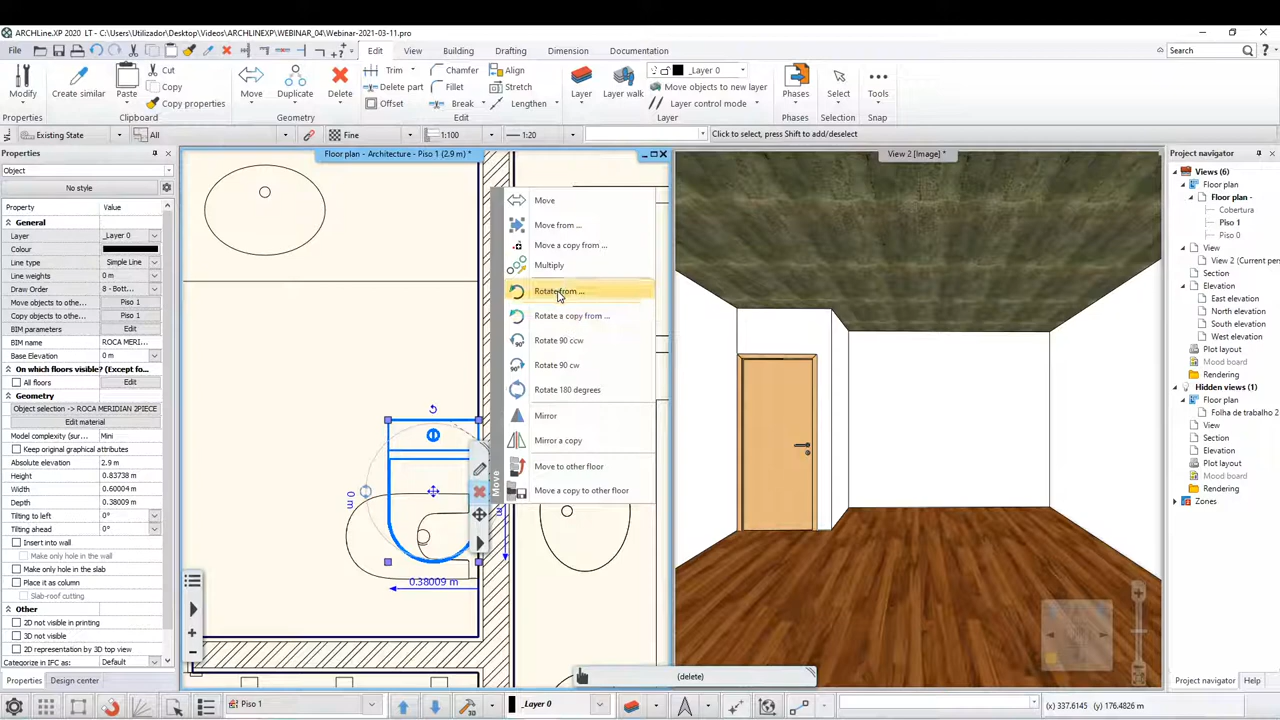 ARCHLine.XP 2020 LT - C:\Users\Utilizador\Desktop\Videos\ARCHLINEXP\WEBINAR_04\Webinar-2021-03-11.pro
File
Edit
View
Building
Drafting
Dimension
Documentation
Search
Modify
Properties
Create similar
Paste
Cut
Copy
Copy properties
Clipboard
Move
Duplicate
Delete
Geometry
Trim
Chamfer
Align
Delete part
Fillet
Stretch
Offset
Break
Length
Edit
Layer
Layer walk
_Layer 0
Move objects to new layer
Layer control mode
Layer
Phases
Phases
Select
Select
Tools
Snap
Existing State
All
Fine
1:100
1:20
Click to select, press Shift to add/deselect
Properties
Object
No style
Property Value
General
Layer _Layer 0
Colour
Line type Simple Line
Line weights 0 m
Draw Order 8 - Bott...
Move objects to othe... Piso 1
Copy objects to othe... Piso 1
BIM parameters Edit
BIM name ROCA MERI...
Base Elevation 0 m
On which floors visible? (Except fo...
All floors Edit
Geometry
Object selection -> ROCA MERIDIAN 2PIECE
Edit material
Model complexity (sur... Mini
Keep original graphical attributes
Absolute elevation 2.9 m
Height 0.83738 m
Width 0.60004 m
Depth 0.38009 m
Tilting to left 0°
Tilting ahead 0°
Insert into wall
Make only hole in the wall
Make only hole in the slab
Place it as column
Slab-roof cutting
Other
2D not visible in printing
3D not visible
2D representation by 3D top view
Categorize in IFC as: Default
Properties
Design center
Floor plan - Architecture - Piso 1 (2.9 m) *
0 m
0.38009 m
Move
Move
Move from ...
Move a copy from ...
Multiply
Rotate from ...
Rotate a copy from ...
Rotate 90 ccw
Rotate 90 cw
Rotate 180 degrees
Mirror
Mirror a copy
Move to other floor
Move a copy to other floor
(delete)
View 2 [Image] *
Project navigator
Views (6)
Floor plan
Floor plan -
Cobertura
Piso 1
Piso 0
View
View 2 (Current per
Section
Elevation
East elevation
North elevation
South elevation
West elevation
Plot layout
Mood board
Rendering
Hidden views (1)
Floor plan
Folha de trabalho 2
View
Section
Elevation
Plot layout
Mood board
Rendering
Zones
Project navigator
Help
Piso 1
_Layer 0
(x) 337.6145 (y) 176.4826 m